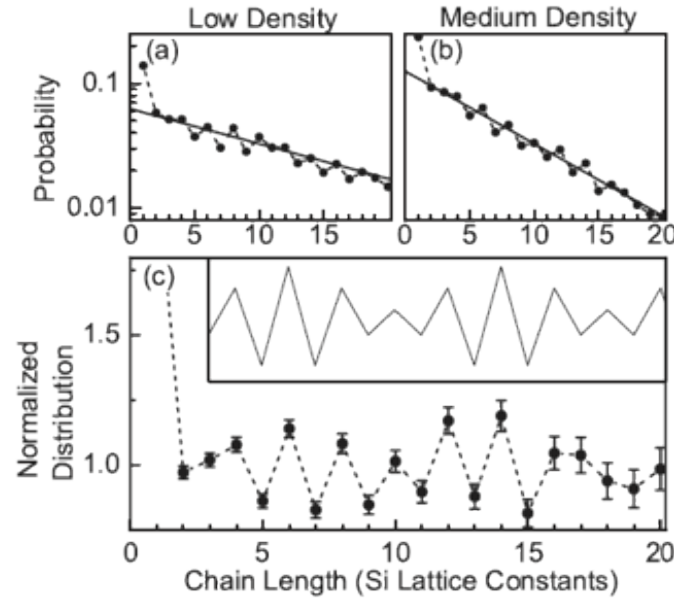 Low Density
Medium Density
(a)
(b)
0.1
0.01
Probability
0 5 10 15
0 5 10 15 20
(c)
1.5
1.0
Normalized
Distribution
0 5 10 15 20
Chain Length (Si Lattice Constants)